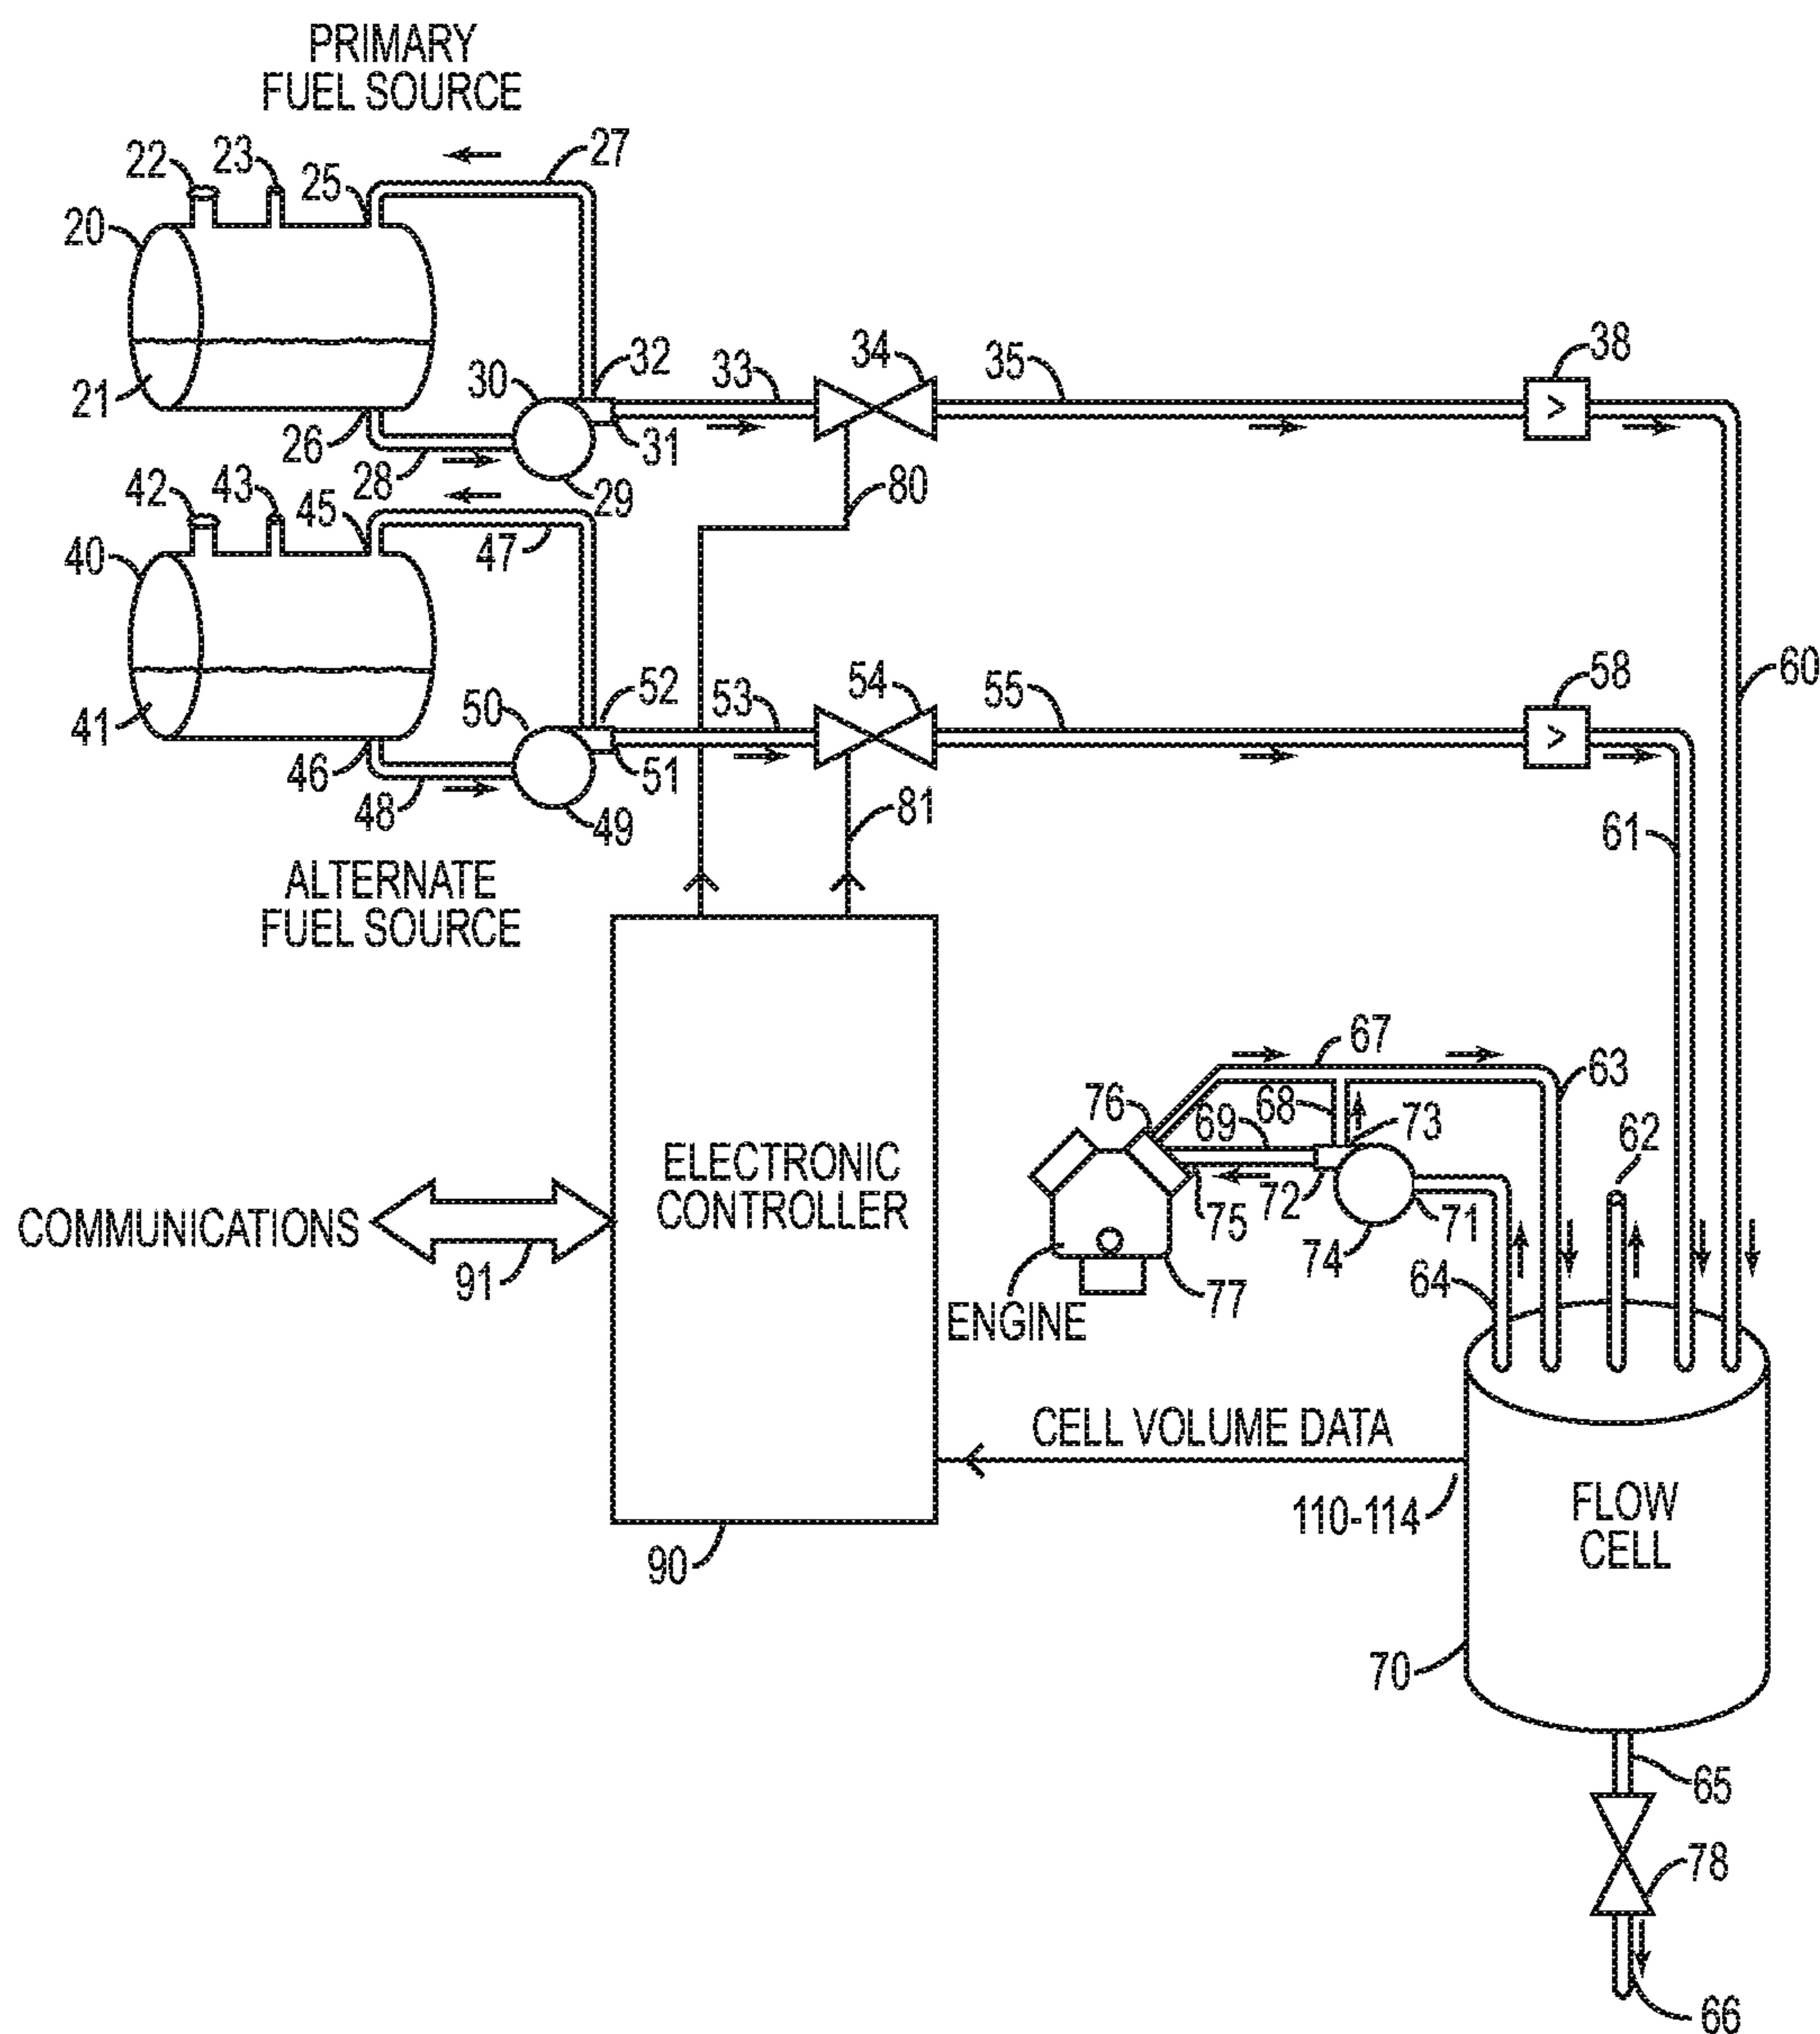 PRIMARY
FUEL SOURCE
22 23 25 27
20
21
26 28 30 32 31 29 33 34 35 38
42 43 45 47 80
40
41
46 48 50 52 51 49 53 54 55 58 60
81 61
ALTERNATE
FUEL SOURCE
67 63
76 69 68 73 62
ELECTRONIC
CONTROLLER
75 72 74 71
COMMUNICATIONS
91
77 64
ENGINE
CELL VOLUME DATA
110-114
FLOW
CELL
90
70
65
78
66